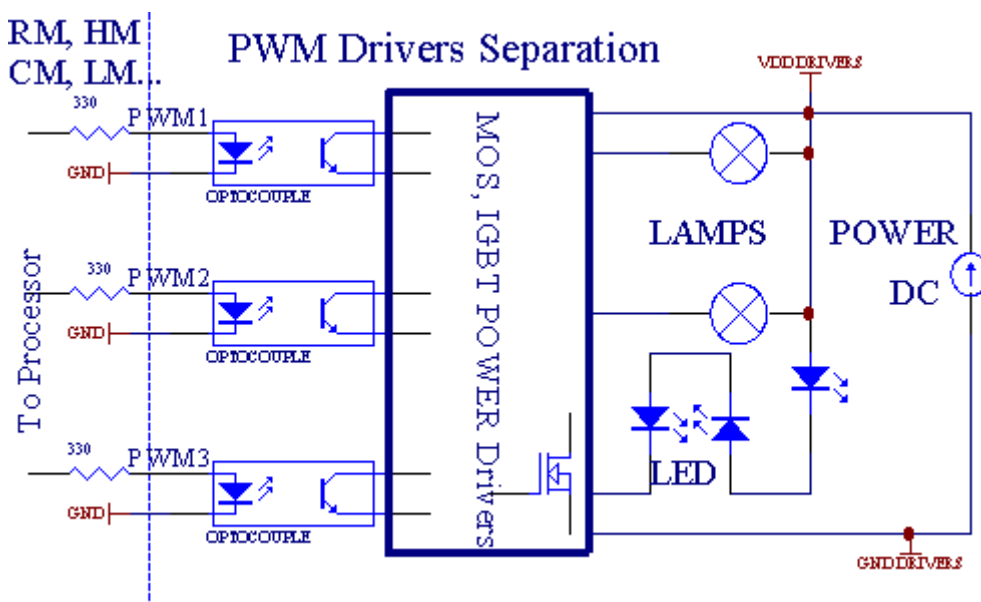 RM, HM
CM, LM...
PWM Drivers Separation
VDDDRIVERS
330
PWM1
GND
OPTOCOUPLE
330
PWM2
GND
OPTOCOUPLE
330
PWM3
GND
OPTOCOUPLE
To Processor
MOS, IGBT POWER Drivers
LAMPS
POWER
DC
LED
GNDDRIVERS